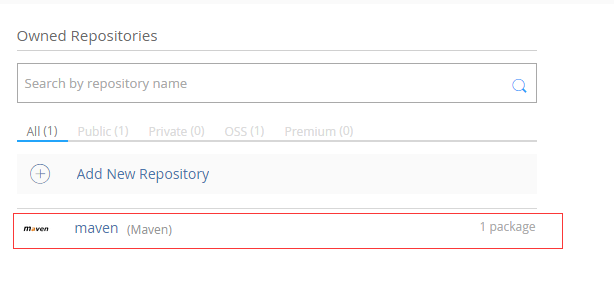 Owned Repositories
Search by repository name
All (1) Public (1) Private (0) OSS (1) Premium (0)
Add New Repository
maven maven (Maven) 1 package